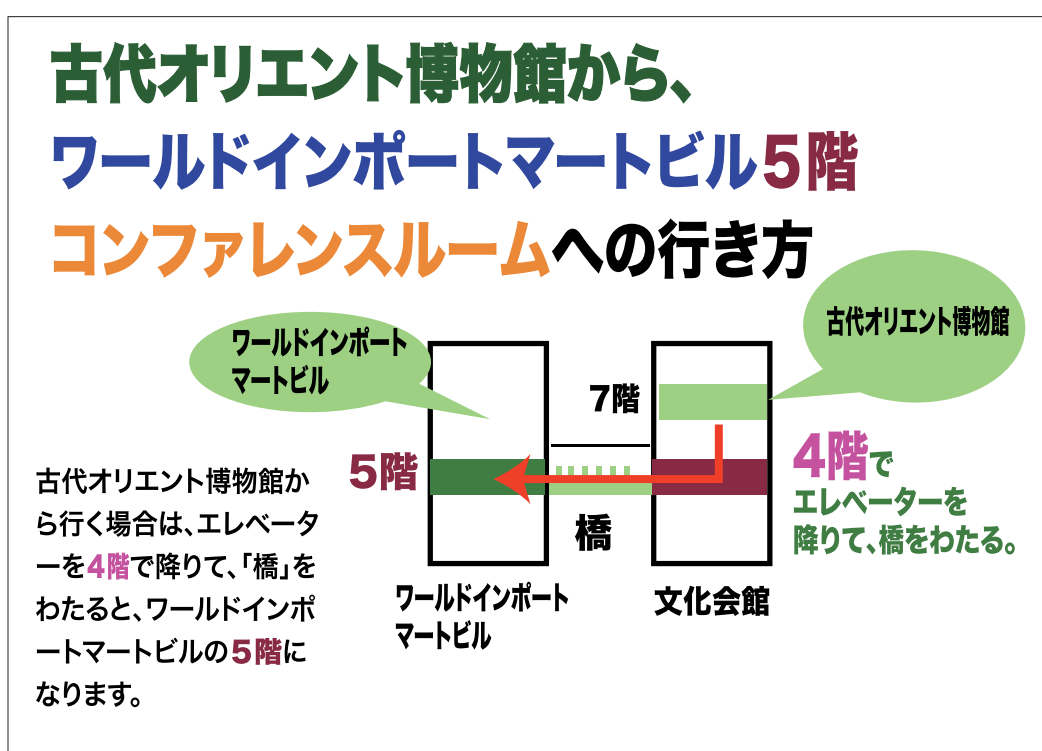 古代オリエント博物館から、
ワールドインポートマートビル5階
コンファレンスルームへの行き方
古代オリエント博物館
ワールドインポート
マートビル
7階
5階
4階で
エレベーターを
降りて、橋をわたる。
橋
古代オリエント博物館か
ら行く場合は、エレベータ
ーを4階で降りて、「橋」を
わたると、ワールドインポ
ートマートビルの5階に
なります。
ワールドインポート
マートビル
文化会館